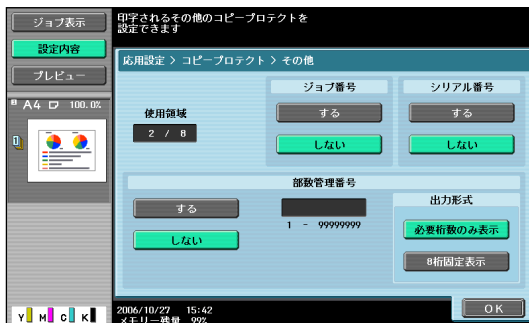 ジョブ表示
設定内容
プレビュー
A4 100.0%
1
印字されるその他のコピープロテクトを
設定できます
応用設定 > コピープロテクト > その他
使用領域
2 / 8
ジョブ番号
する
しない
シリアル番号
する
しない
部数管理番号
する
しない
1 - 99999999
出力形式
必要桁数のみ表示
8桁固定表示
Y M C K
2006/10/27 15:42
メモリー残量 99%
OK